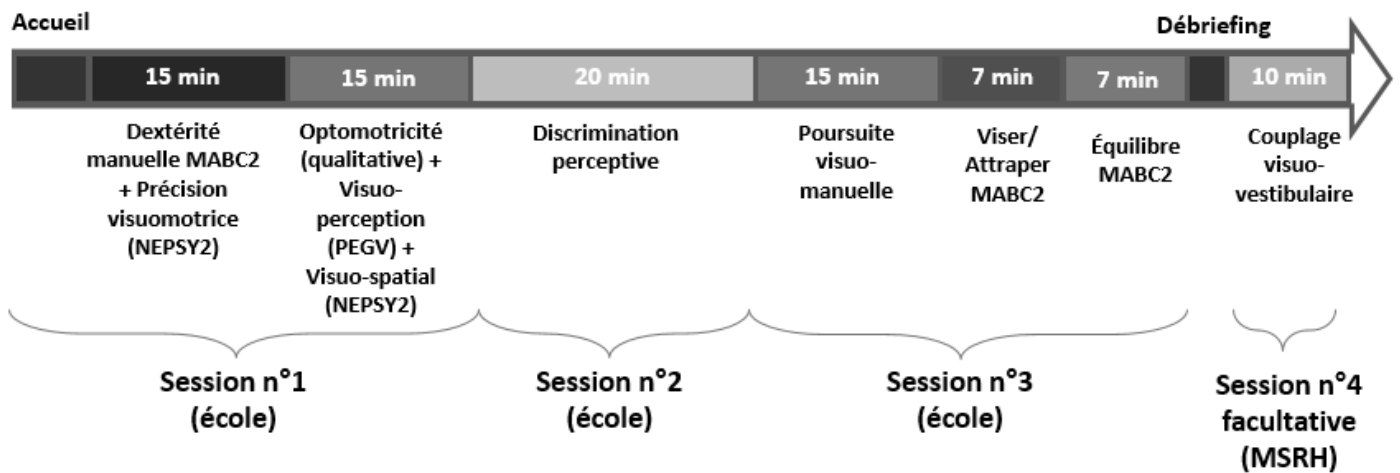 Accueil
Débriefing
15 min
15 min
20 min
15 min
7 min
7 min
10 min
Dextérité
manuelle MABC2
+ Précision
visuomotrice
(NEPSY2)
Optomotricité
(qualitative) +
Visuo-
perception
(PEGV) +
Visuo-spatial
(NEPSY2)
Discrimination
perceptive
Poursuite
visuo-
manuelle
Viser/
Attraper
MABC2
Équilibre
MABC2
Couplage
visuo-
vestibulaire
Session n°1
(école)
Session n°2
(école)
Session n°3
(école)
Session n°4
facultative
(MSRH)